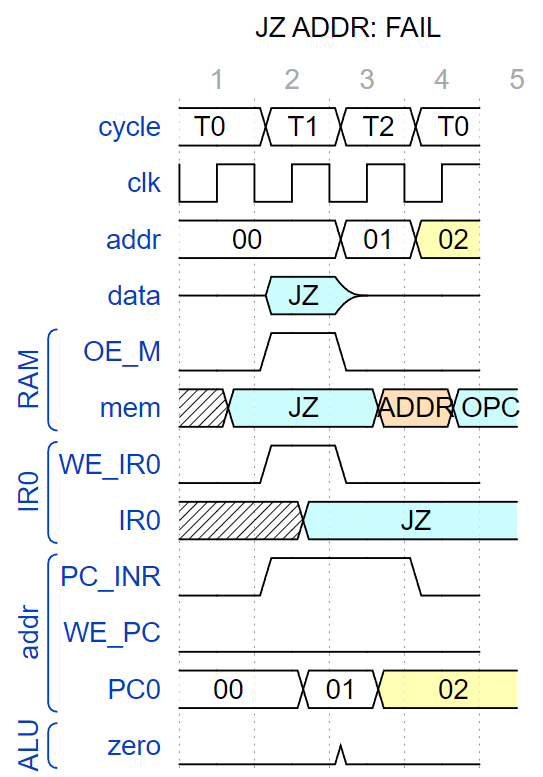 JZ ADDR: FAIL
1 2 3 4 5
cycle T0 T1 T2 T0
clk
addr 00 01 02
data JZ
RAM
OE_M
mem JZ ADDR OPC
IR0
WE_IR0
IR0 JZ
addr
PC_INR
WE_PC
PC0 00 01 02
ALU
zero